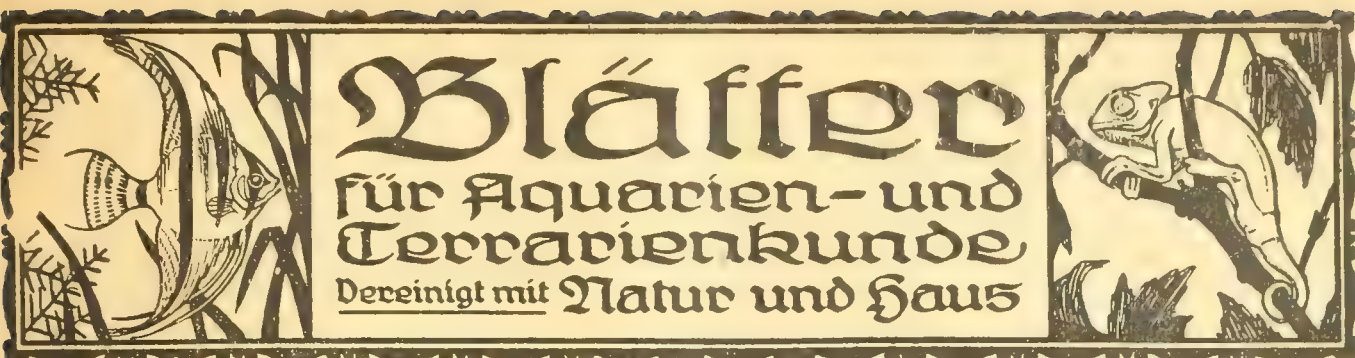 Blätter
für Aquarien- und
Terrarienkunde
Vereinigt mit Natur und Haus